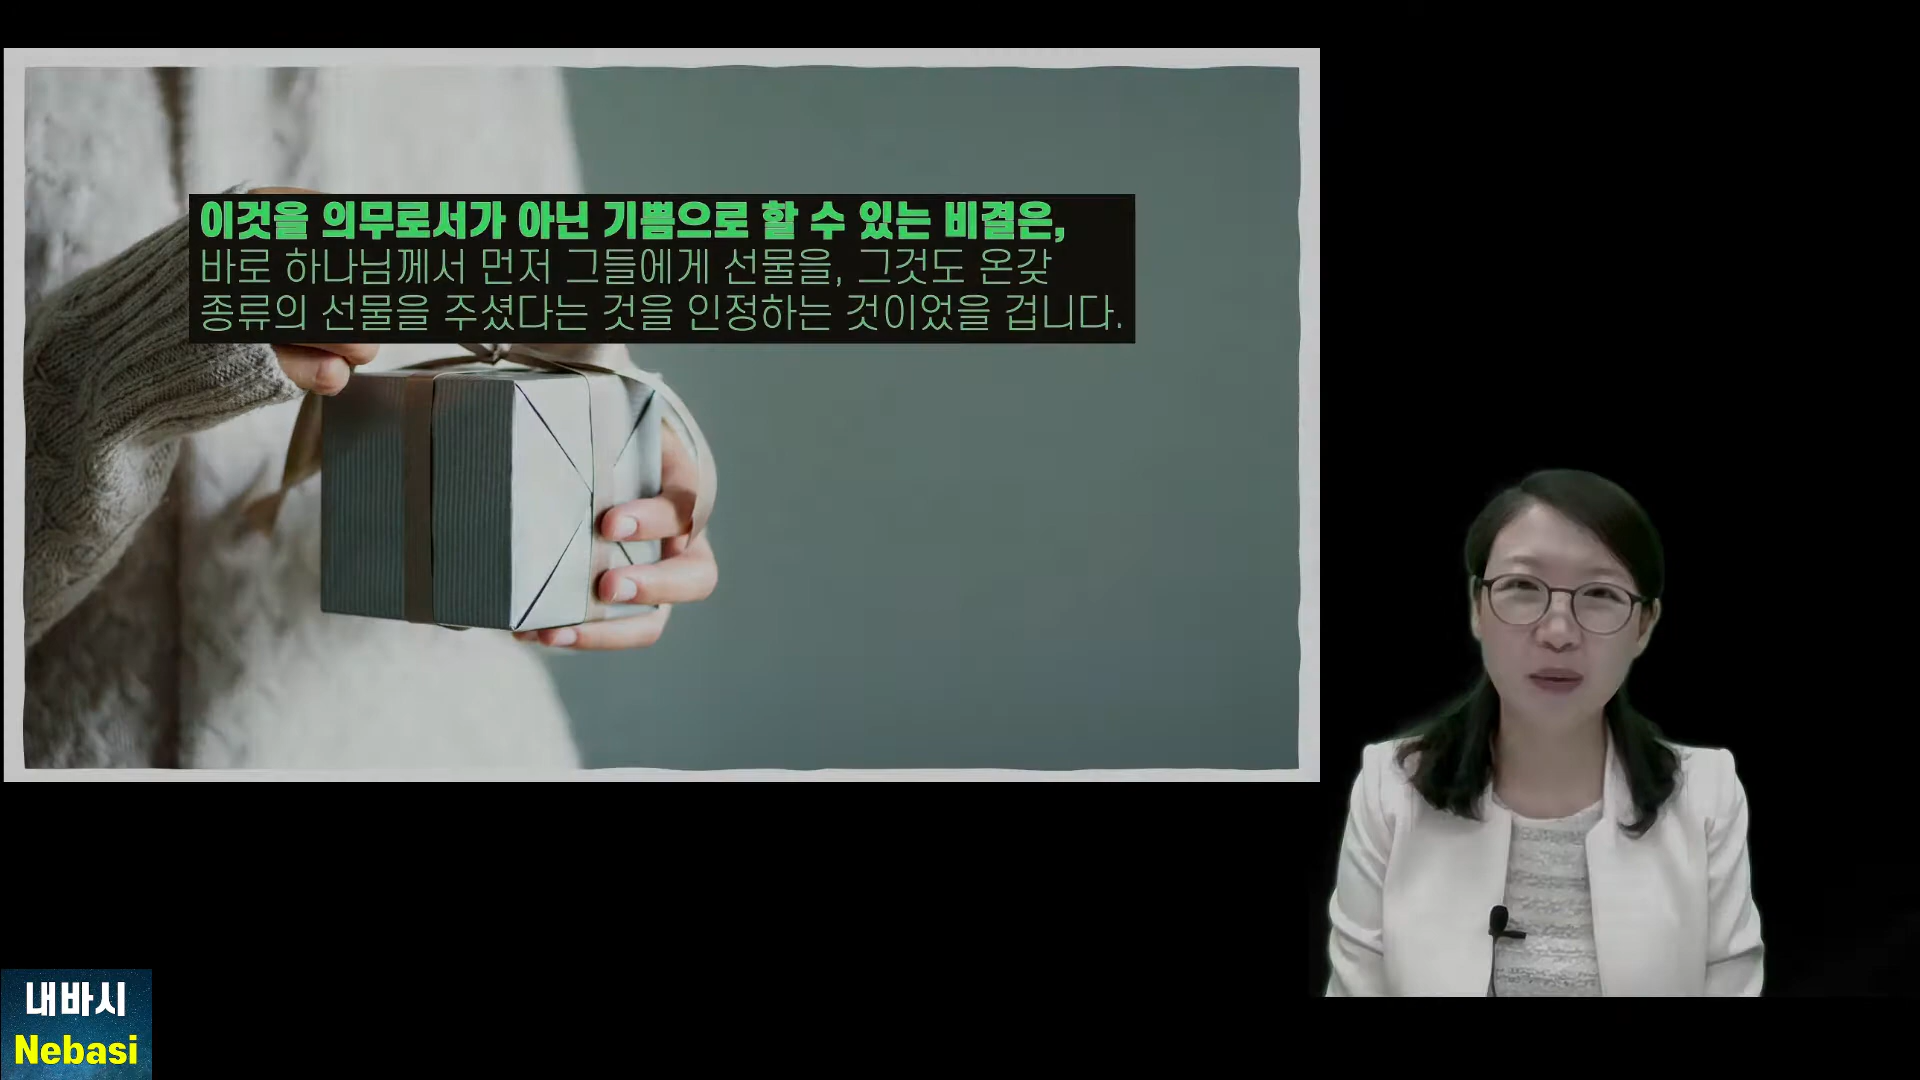 이것을 의무로서가 아닌 기쁨으로 할 수 있는 비결은,
바로 하나님께서 먼저 그들에게 선물을, 그것도 온갖
종류의 선물을 주셨다는 것을 인정하는 것이었을 겁니다.
내바시
Nebasi